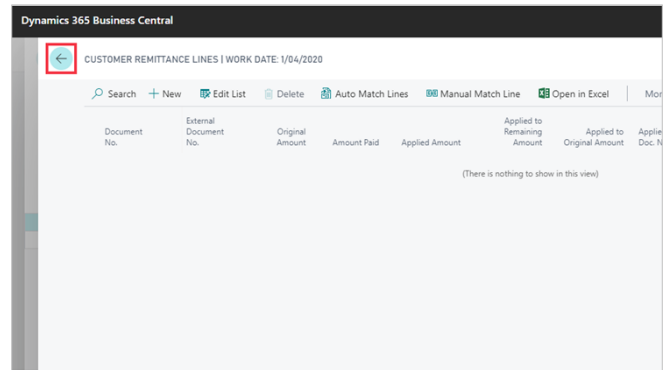 Dynamics 365 Business Central
CUSTOMER REMITTANCE LINES | WORK DATE: 1/04/2020
Search New Edit List Delete Auto Match Lines Manual Match Line Open in Excel
Document No.
External Document No.
Original Amount
Amount Paid
Applied Amount
Applied to Remaining Amount
Applied to Original Amount
Doc.
(There is nothing to show in this view)